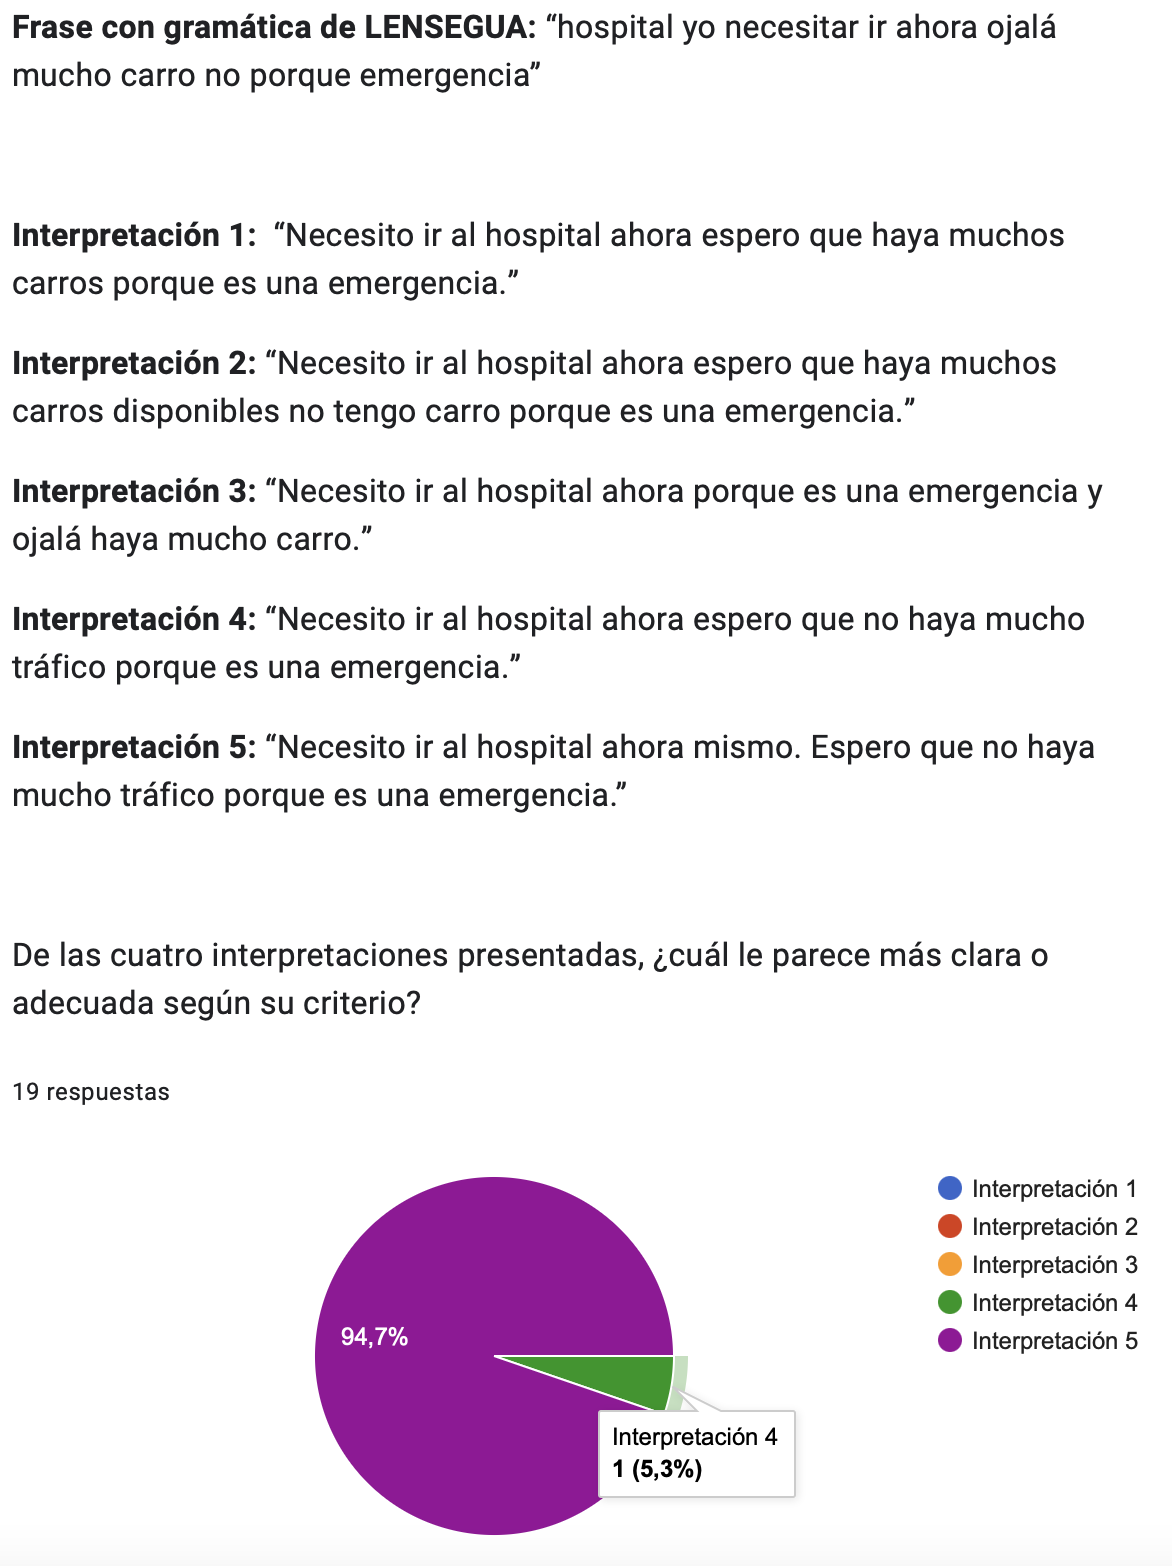 Frase con gramática de LENSEGUA: “hospital yo necesitar ir ahora ojalá
mucho carro no porque emergencia”
Interpretación 1:  “Necesito ir al hospital ahora espero que haya muchos
carros porque es una emergencia.”
Interpretación 2: “Necesito ir al hospital ahora espero que haya muchos
carros disponibles no tengo carro porque es una emergencia.”
Interpretación 3: “Necesito ir al hospital ahora porque es una emergencia y
ojalá haya mucho carro.”
Interpretación 4: “Necesito ir al hospital ahora espero que no haya mucho
tráfico porque es una emergencia.”
Interpretación 5: “Necesito ir al hospital ahora mismo. Espero que no haya
mucho tráfico porque es una emergencia.”
De las cuatro interpretaciones presentadas, ¿cuál le parece más clara o
adecuada según su criterio?
19 respuestas
Interpretación 1
Interpretación 2
Interpretación 3
Interpretación 4
Interpretación 5
94,7%
Interpretación 4
1 (5,3%)